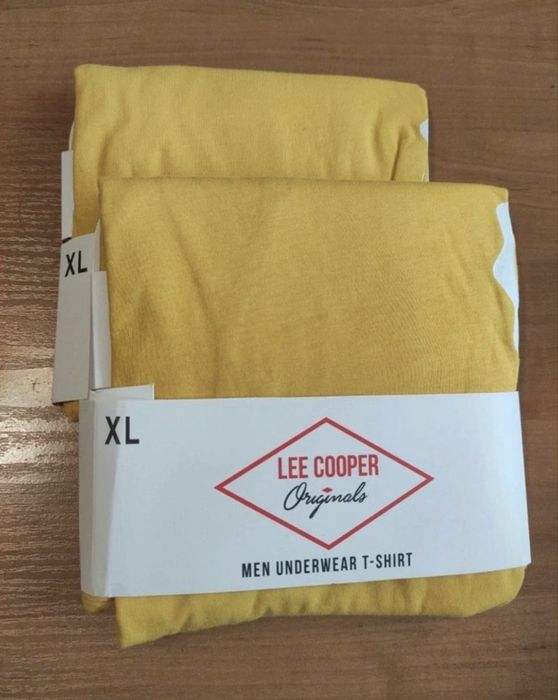 XL
XL
LEE COOPER
Originals
MEN UNDERWEAR T-SHIRT